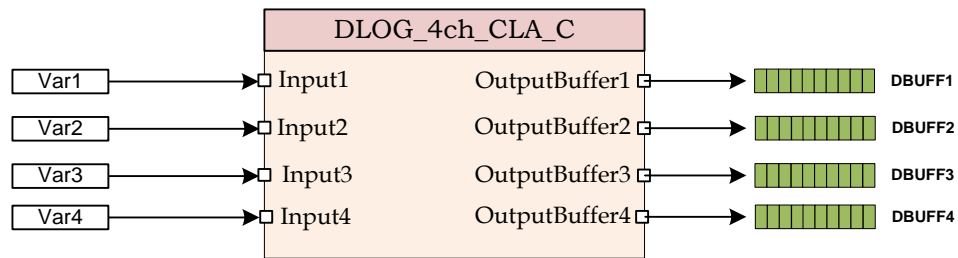 DLOG_4ch_CLA_C
Var1 Input1 OutputBuffer1 DBUFF1
Var2 Input2 OutputBuffer2 DBUFF2
Var3 Input3 OutputBuffer3 DBUFF3
Var4 Input4 OutputBuffer4 DBUFF4